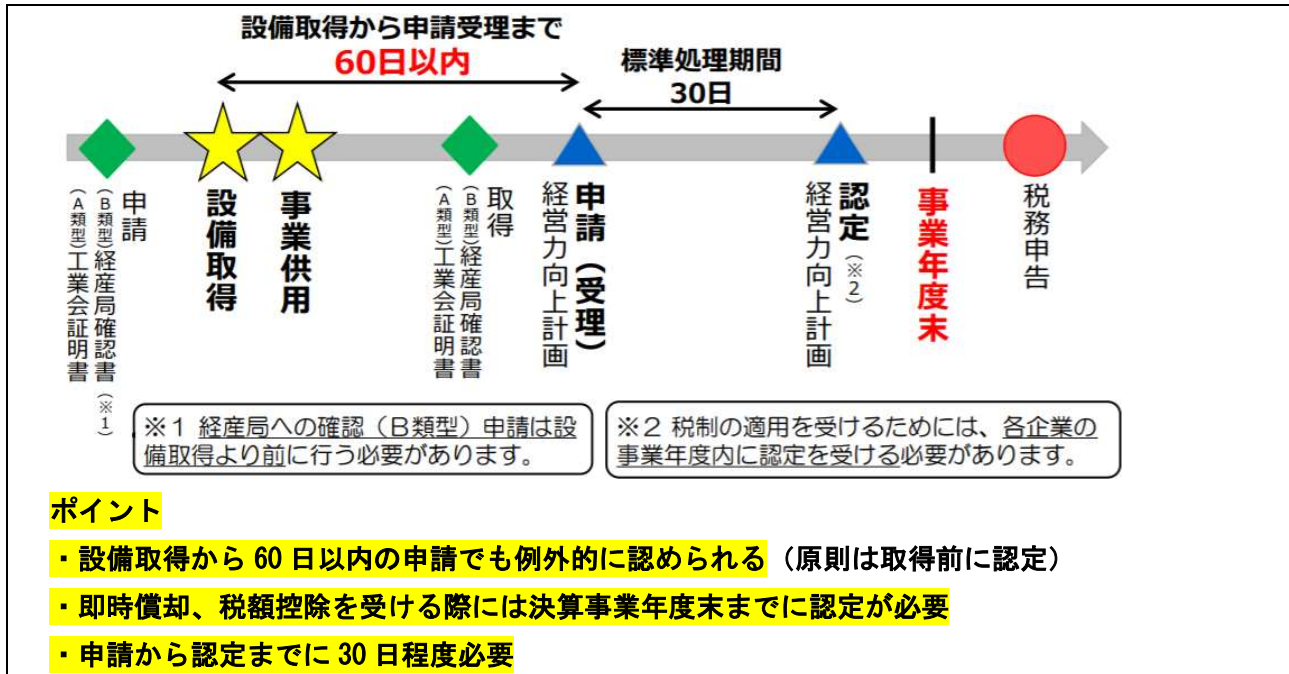 設備取得から申請受理まで
60日以内
標準処理期間
30日
申請
（B類型）経産局確認書（※1）
（A類型）工業会証明書
設備取得
事業供用
取得
（B類型）経産局確認書
（A類型）工業会証明書
申請（受理）
経営力向上計画
認定（※2）
経営力向上計画
事業年度末
税務申告
※1 経産局への確認（B類型）申請は設
備取得より前に行う必要があります。
※2 税制の適用を受けるためには、各企業の
事業年度内に認定を受ける必要があります。
ポイント
・設備取得から60日以内の申請でも例外的に認められる（原則は取得前に認定）
・即時償却、税額控除を受ける際には決算事業年度末までに認定が必要
・申請から認定までに30日程度必要